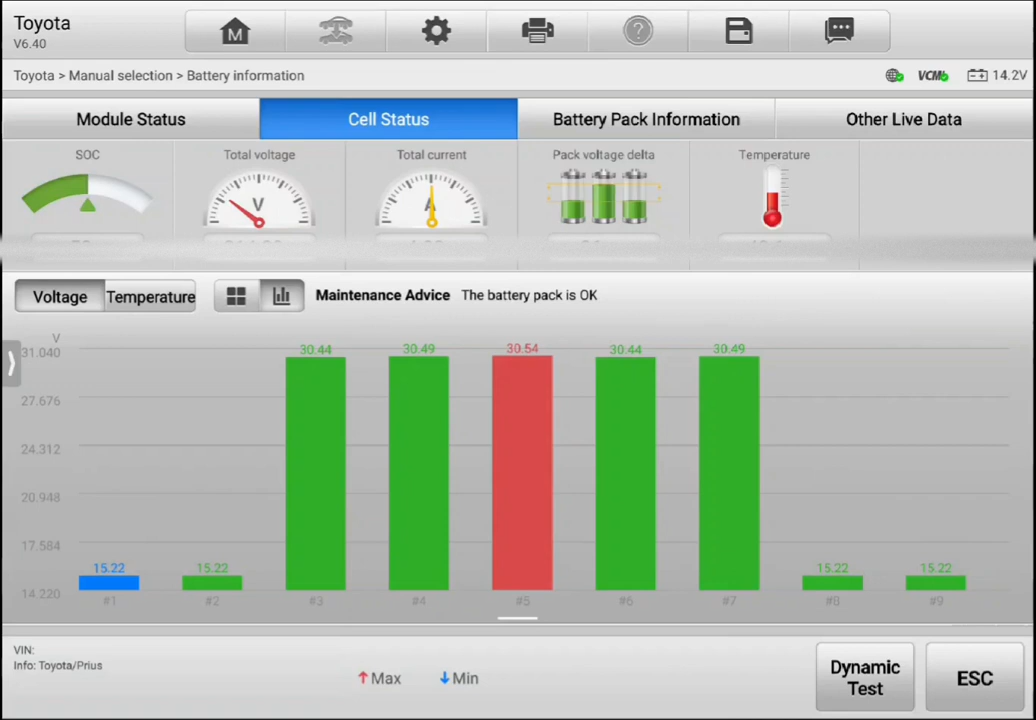 Toyota
V6.40
M
?
Toyota > Manual selection > Battery information
VCMI
14.2V
Module Status
Cell Status
Battery Pack Information
Other Live Data
SOC
Total voltage
Total current
Pack voltage delta
Temperature
V
A
Voltage
Temperature
Maintenance Advice The battery pack is OK
V
31.040
27.676
24.312
20.948
17.584
14.220
15.22
15.22
30.44
30.49
30.54
30.44
30.49
15.22
15.22
#1
#2
#3
#4
#5
#6
#7
#8
#9
VIN:
Info: Toyota/Prius
Max
Min
Dynamic
Test
ESC